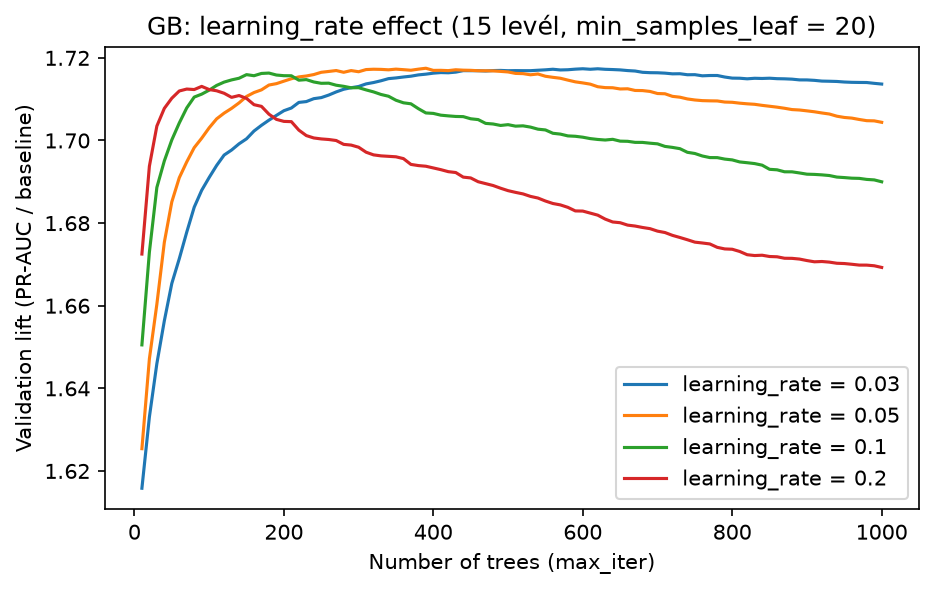 GB: learning_rate effect (15 levél, min_samples_leaf = 20)
Validation lift (PR-AUC / baseline)
1.72
1.70
1.68
1.66
1.64
1.62
0
200
400
600
800
1000
Number of trees (max_iter)
learning_rate = 0.03
learning_rate = 0.05
learning_rate = 0.1
learning_rate = 0.2